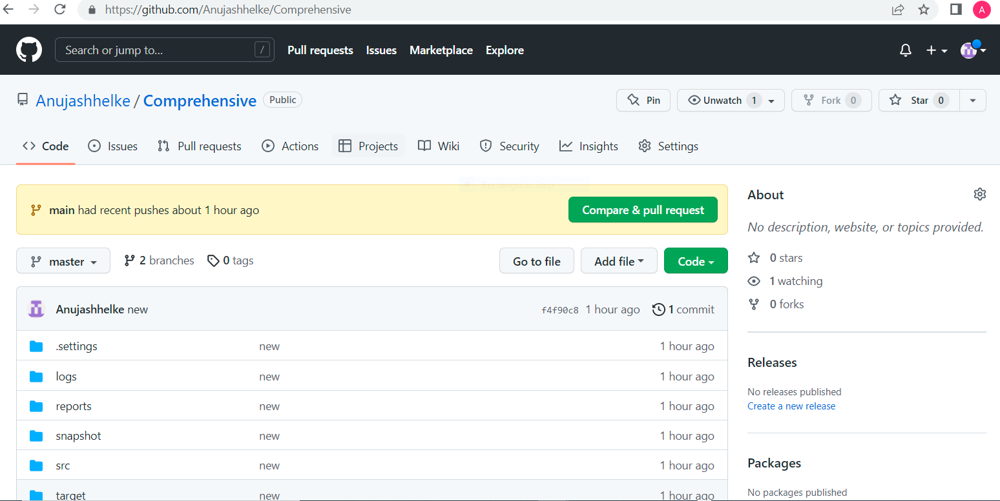 https://github.com/Anujashhelke/Comprehensive A
Search or jump to... / Pull requests Issues Marketplace Explore
Anujashhelke / Comprehensive Public Pin Unwatch 1 Fork 0 Star 0
Code Issues Pull requests Actions Projects Wiki Security Insights Settings
Rectangular Snip
main had recent pushes about 1 hour ago Compare & pull request
master 2 branches 0 tags Go to file Add file Code
Anujashhelke new f4f90c8 1 hour ago 1 commit
.settings new 1 hour ago
logs new 1 hour ago
reports new 1 hour ago
snapshot new 1 hour ago
src new 1 hour ago
target new 1 hour ago
About
No description, website, or topics provided.
0 stars
1 watching
0 forks
Releases
No releases published
Create a new release
Packages
No packages published